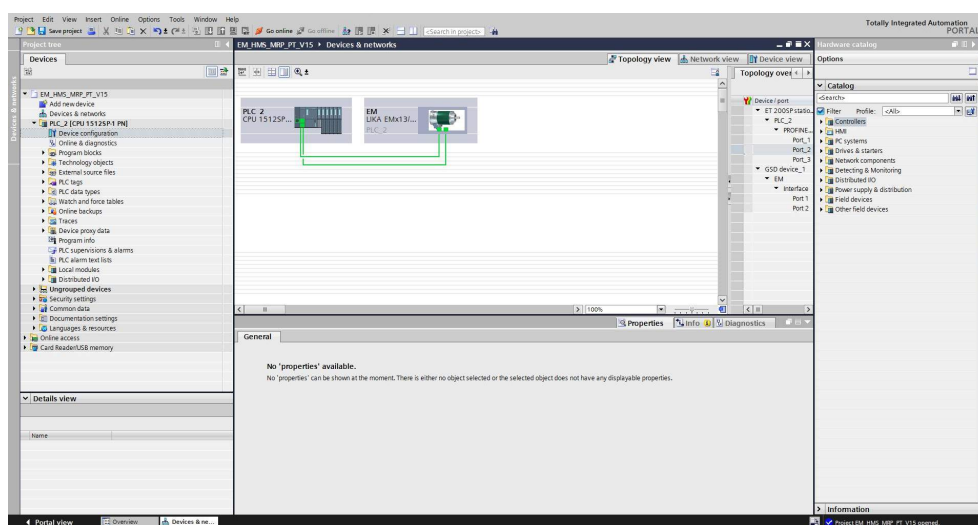 Project Edit View Insert Online Options Tools Window Help
Totally Integrated Automation
PORTAL
Save project
Go online
Go offline
<Search in project>
Project tree
EM_HMS_MRP_PT_V15 ▸ Devices & networks
Hardware catalog
Devices
Topology view
Network view
Device view
Options
Devices & networks
Topology over
EM_HMS_MRP_PT_V15
Add new device
Devices & networks
PLC_2 [CPU 1512SP-1 PN]
Device configuration
Online & diagnostics
Program blocks
Technology objects
External source files
PLC tags
PLC data types
Watch and force tables
Online backups
Traces
Device proxy data
Program info
PLC supervisions & alarms
PLC alarm text lists
Local modules
Distributed I/O
Ungrouped devices
Security settings
Common data
Documentation settings
Languages & resources
Online access
Card Reader/USB memory
PLC_2
CPU 1512SP...
EM
LIKA EMx13/...
PLC_2
Device / port
ET 200SP statio...
PLC_2
PROFINE...
Port_1
Port_2
Port_3
GSD device_1
EM
Interface
Port 1
Port 2
Catalog
<Search>
Filter Profile: <All>
Controllers
HMI
PC systems
Drives & starters
Network components
Detecting & Monitoring
Distributed I/O
Power supply & distribution
Field devices
Other field devices
100%
Properties
Info
Diagnostics
General
No 'properties' available.
No 'properties' can be shown at the moment. There is either no object selected or the selected object does not have any displayable properties.
Details view
Name
Information
Portal view
Overview
Devices & ne...
Project EM_HMS_MRP_PT_V15 opened.